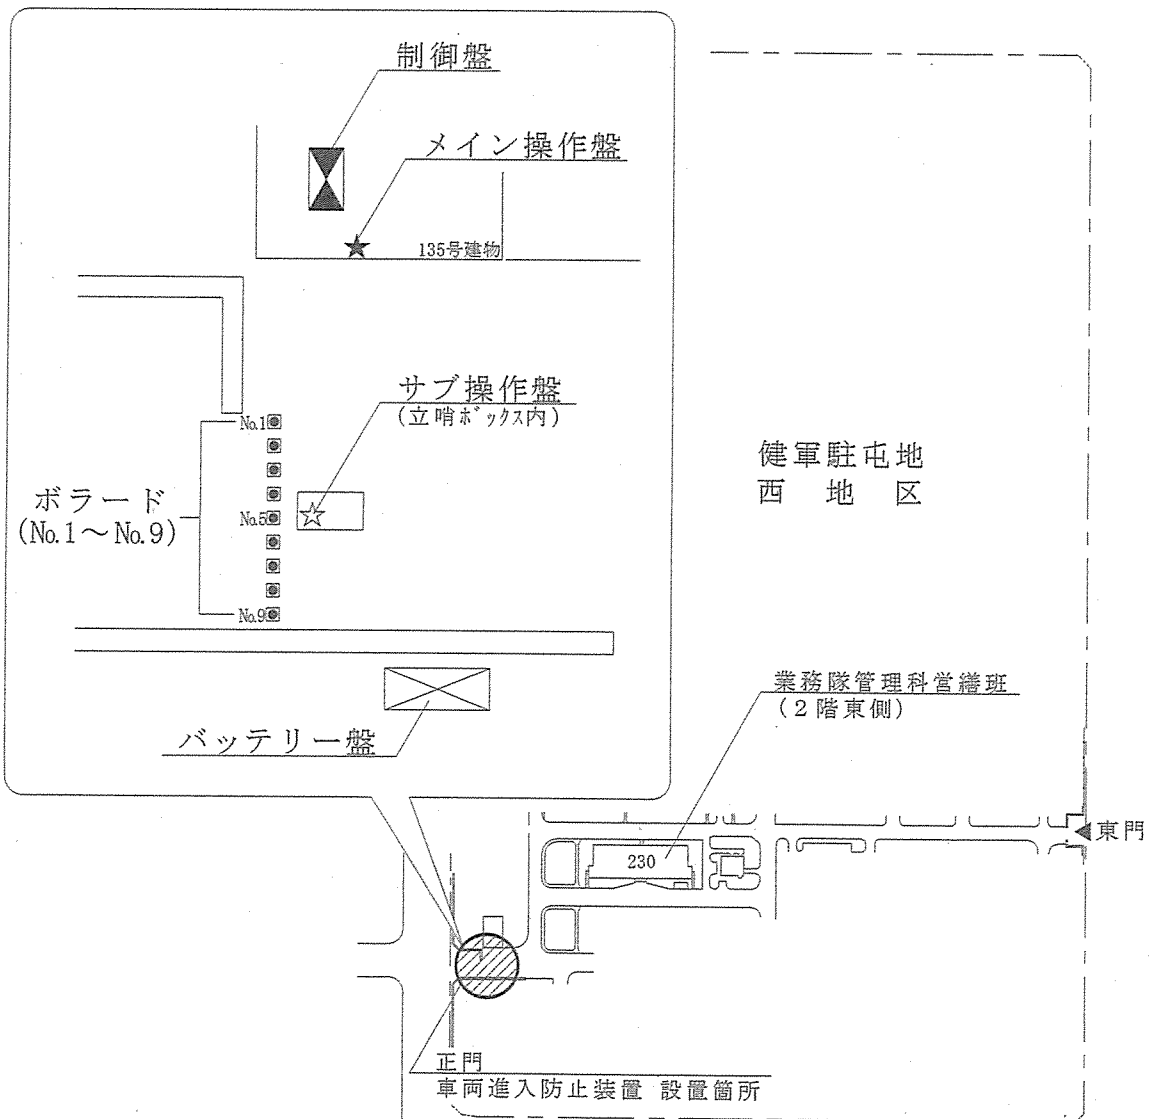 制御盤
メイン操作盤
135号建物
サブ操作盤
(立哨ﾎﾞｯｸｽ内)
No.1
No.5
No.9
ボラード
(No.1～No.9)
バッテリー盤
健軍駐屯地
西地区
業務隊管理科営繕班
(2階東側)
230
東門
正門
車両進入防止装置 設置箇所